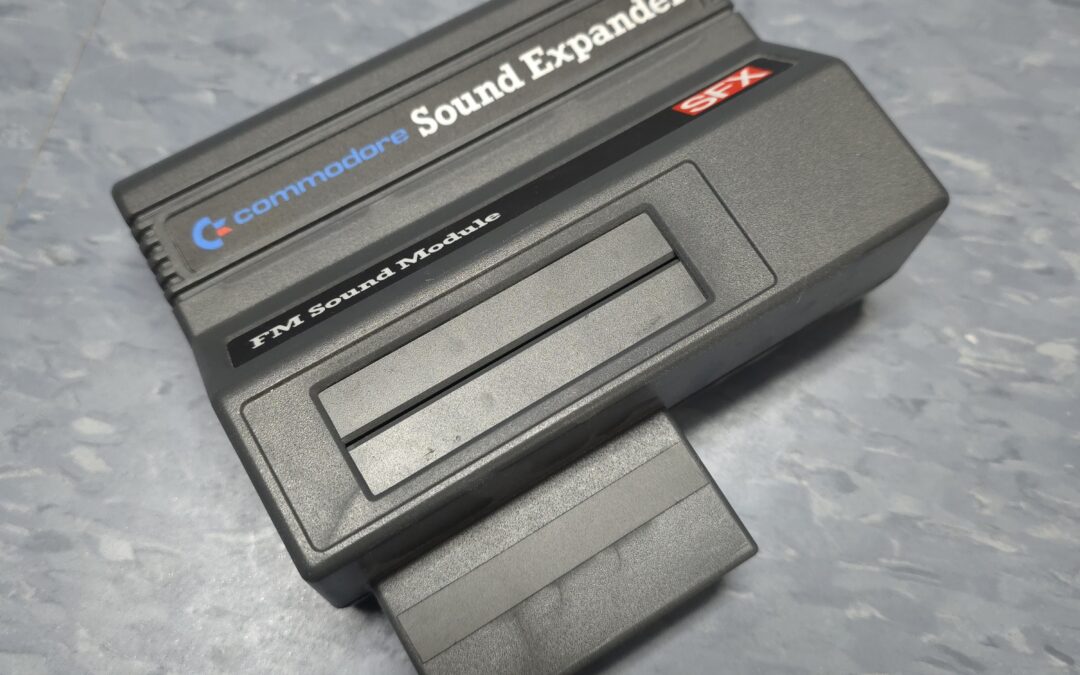 commodore Sound Expander
SFX
FM Sound Module